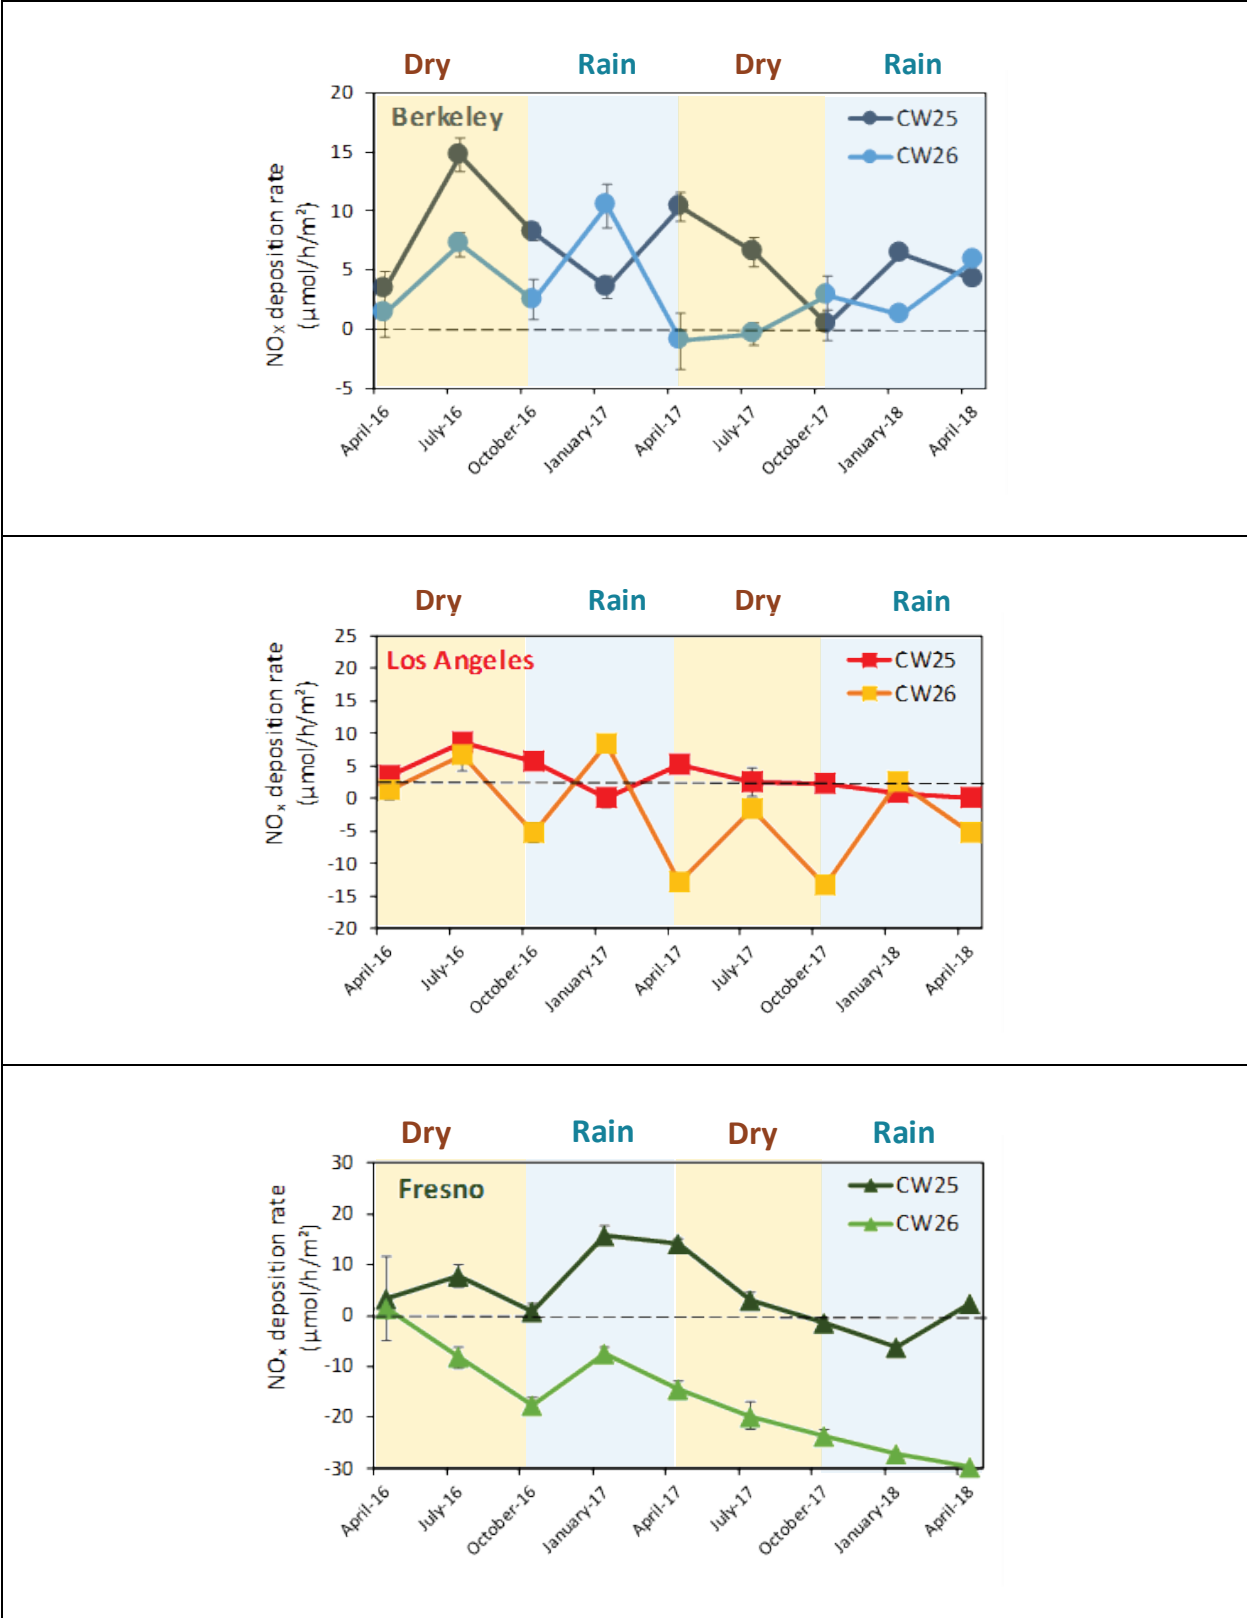 Dry Rain Dry Rain
20
15
10
5
0
-5
NOx deposition rate
(µmol/h/m²)
Berkeley
CW25
CW26
April-16
July-16
October-16
January-17
April-17
July-17
October-17
January-18
April-18
Dry Rain Dry Rain
25
20
15
10
5
0
-5
-10
-15
-20
NOx deposition rate
(µmol/h/m²)
Los Angeles
CW25
CW26
April-16
July-16
October-16
January-17
April-17
July-17
October-17
January-18
April-18
Dry Rain Dry Rain
30
20
10
0
-10
-20
-30
NOx deposition rate
(µmol/h/m²)
Fresno
CW25
CW26
April-16
July-16
October-16
January-17
April-17
July-17
October-17
January-18
April-18